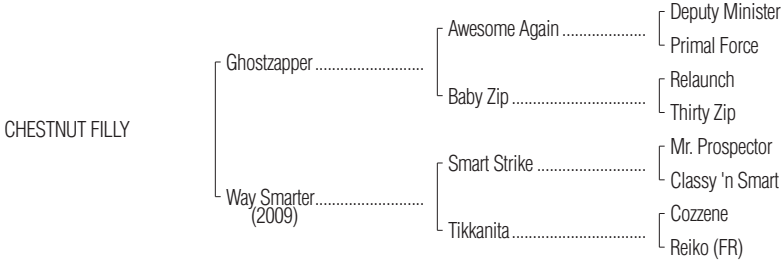 Deputy Minister
Awesome Again
Primal Force
Ghostzapper
Relaunch
Baby Zip
Thirty Zip
CHESTNUT FILLY
Mr. Prospector
Smart Strike
Classy 'n Smart
Way Smarter
(2009)
Cozzene
Tikkanita
Reiko (FR)